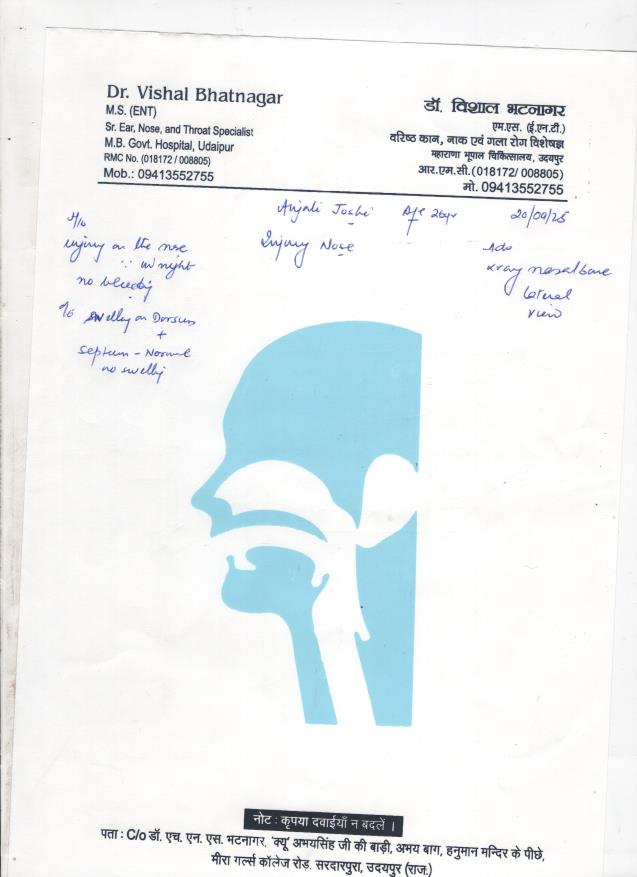 Dr. Vishal Bhatnagar
M.S. (ENT)
Sr. Ear, Nose, and Throat Specialist
M.B. Govt. Hospital, Udaipur
RMC No. (018172 / 008805)
Mob.: 09413552755
डॉ. विशाल भटनागर
एम.एस. (ई.एन.टी.)
वरिष्ठ कान, नाक एवं गला रोग विशेषज्ञ
महाराणा भूपाल चिकित्सालय, उदयपुर
आर.एम.सी.(018172/ 008805)
मो. 09413552755
Anjali Joshi Age 26yr 20/09/25
H/o
injury on the nose
night
no bleeding
Injury Nose
Adv
xray nasal bone
lateral
view
O/E swelling on Dorsum
+
septum - Normal
no swelling
नोट : कृपया दवाईयाँ न बदलें ।
पता : C/o डॉ. एच. एन. एस. भटनागर, 'क्यू' अभयसिंह जी की बाड़ी, अभय बाग, हनुमान मन्दिर के पीछे,
मीरा गर्ल्स कॉलेज रोड़, सरदारपुरा, उदयपुर (राज.)